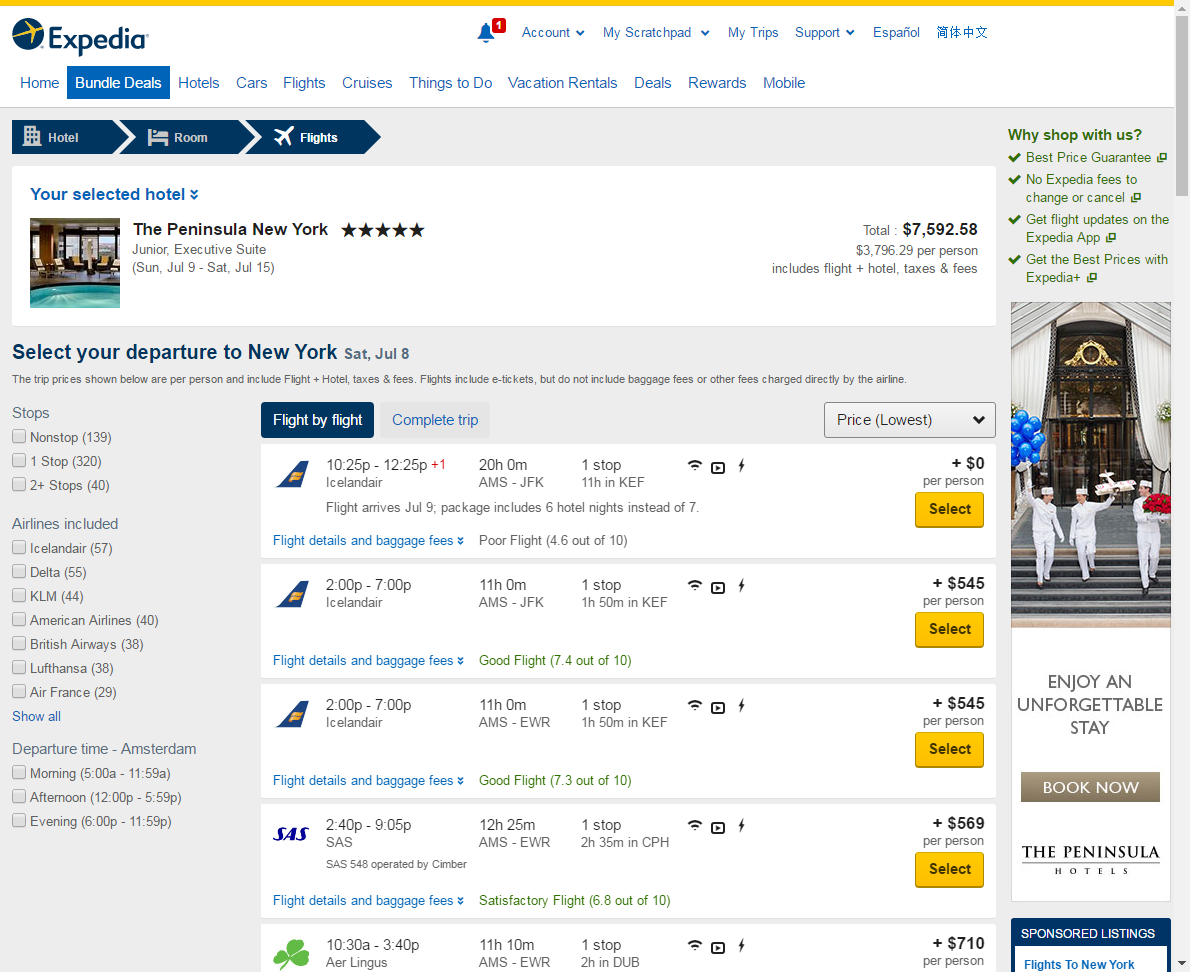 Expedia
1
Account
My Scratchpad
My Trips
Support
Español
简体中文
Home
Bundle Deals
Hotels
Cars
Flights
Cruises
Things to Do
Vacation Rentals
Deals
Rewards
Mobile
Hotel
Room
Flights
Your selected hotel
The Peninsula New York
Junior, Executive Suite
(Sun, Jul 9 - Sat, Jul 15)
Total : $7,592.58
$3,796.29 per person
includes flight + hotel, taxes & fees
Select your departure to New York Sat, Jul 8
The trip prices shown below are per person and include Flight + Hotel, taxes & fees. Flights include e-tickets, but do not include baggage fees or other fees charged directly by the airline.
Stops
Nonstop (139)
1 Stop (320)
2+ Stops (40)
Airlines included
Icelandair (57)
Delta (55)
KLM (44)
American Airlines (40)
British Airways (38)
Lufthansa (38)
Air France (29)
Show all
Departure time - Amsterdam
Morning (5:00a - 11:59a)
Afternoon (12:00p - 5:59p)
Evening (6:00p - 11:59p)
Flight by flight
Complete trip
Price (Lowest)
10:25p - 12:25p +1
Icelandair
20h 0m
AMS - JFK
1 stop
11h in KEF
+ $0
per person
Select
Flight arrives Jul 9; package includes 6 hotel nights instead of 7.
Flight details and baggage fees
Poor Flight (4.6 out of 10)
2:00p - 7:00p
Icelandair
11h 0m
AMS - JFK
1 stop
1h 50m in KEF
+ $545
per person
Select
Flight details and baggage fees
Good Flight (7.4 out of 10)
2:00p - 7:00p
Icelandair
11h 0m
AMS - EWR
1 stop
1h 50m in KEF
+ $545
per person
Select
Flight details and baggage fees
Good Flight (7.3 out of 10)
SAS
2:40p - 9:05p
SAS
12h 25m
AMS - EWR
1 stop
2h 35m in CPH
+ $569
per person
Select
SAS 548 operated by Cimber
Flight details and baggage fees
Satisfactory Flight (6.8 out of 10)
10:30a - 3:40p
Aer Lingus
11h 10m
AMS - EWR
1 stop
2h in DUB
+ $710
per person
Why shop with us?
Best Price Guarantee
No Expedia fees to
change or cancel
Get flight updates on the
Expedia App
Get the Best Prices with
Expedia+
ENJOY AN
UNFORGETTABLE
STAY
BOOK NOW
THE PENINSULA
HOTELS
SPONSORED LISTINGS
Flights To New York